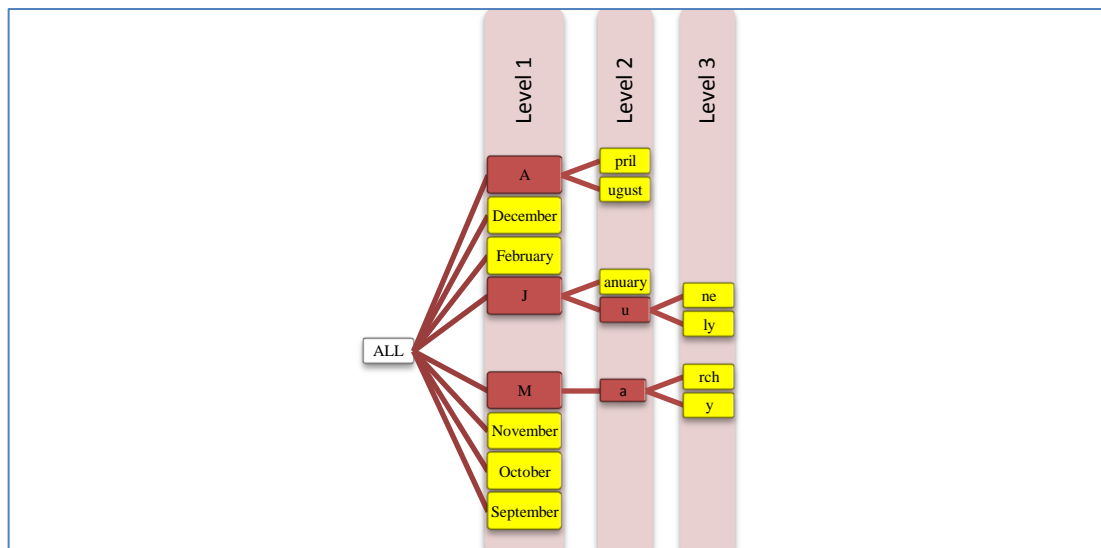 Level 1
Level 2
Level 3
ALL
A
pril
ugust
December
February
J
anuary
u
ne
ly
M
a
rch
y
November
October
September